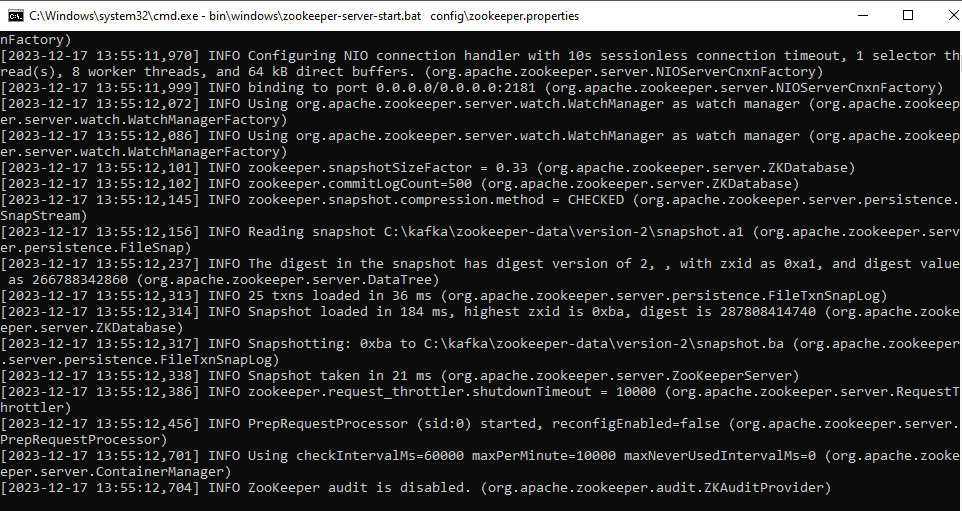 C:\Windows\system32\cmd.exe - bin\windows\zookeeper-server-start.bat  config\zookeeper.properties
nFactory)
[2023-12-17 13:55:11,970] INFO Configuring NIO connection handler with 10s sessionless connection timeout, 1 selector th
read(s), 8 worker threads, and 64 kB direct buffers. (org.apache.zookeeper.server.NIOServerCnxnFactory)
[2023-12-17 13:55:11,999] INFO binding to port 0.0.0.0/0.0.0.0:2181 (org.apache.zookeeper.server.NIOServerCnxnFactory)
[2023-12-17 13:55:12,072] INFO Using org.apache.zookeeper.server.watch.WatchManager as watch manager (org.apache.zookeep
er.server.watch.WatchManagerFactory)
[2023-12-17 13:55:12,086] INFO Using org.apache.zookeeper.server.watch.WatchManager as watch manager (org.apache.zookeep
er.server.watch.WatchManagerFactory)
[2023-12-17 13:55:12,101] INFO zookeeper.snapshotSizeFactor = 0.33 (org.apache.zookeeper.server.ZKDatabase)
[2023-12-17 13:55:12,102] INFO zookeeper.commitLogCount=500 (org.apache.zookeeper.server.ZKDatabase)
[2023-12-17 13:55:12,145] INFO zookeeper.snapshot.compression.method = CHECKED (org.apache.zookeeper.server.persistence.
SnapStream)
[2023-12-17 13:55:12,156] INFO Reading snapshot C:\kafka\zookeeper-data\version-2\snapshot.a1 (org.apache.zookeeper.serv
er.persistence.FileSnap)
[2023-12-17 13:55:12,237] INFO The digest in the snapshot has digest version of 2, , with zxid as 0xa1, and digest value
 as 266788342860 (org.apache.zookeeper.server.DataTree)
[2023-12-17 13:55:12,313] INFO 25 txns loaded in 36 ms (org.apache.zookeeper.server.persistence.FileTxnSnapLog)
[2023-12-17 13:55:12,314] INFO Snapshot loaded in 184 ms, highest zxid is 0xba, digest is 287808414740 (org.apache.zooke
eper.server.ZKDatabase)
[2023-12-17 13:55:12,317] INFO Snapshotting: 0xba to C:\kafka\zookeeper-data\version-2\snapshot.ba (org.apache.zookeeper
.server.persistence.FileTxnSnapLog)
[2023-12-17 13:55:12,338] INFO Snapshot taken in 21 ms (org.apache.zookeeper.server.ZooKeeperServer)
[2023-12-17 13:55:12,386] INFO zookeeper.request_throttler.shutdownTimeout = 10000 (org.apache.zookeeper.server.RequestT
hrottler)
[2023-12-17 13:55:12,456] INFO PrepRequestProcessor (sid:0) started, reconfigEnabled=false (org.apache.zookeeper.server.
PrepRequestProcessor)
[2023-12-17 13:55:12,701] INFO Using checkIntervalMs=60000 maxPerMinute=10000 maxNeverUsedIntervalMs=0 (org.apache.zooke
eper.server.ContainerManager)
[2023-12-17 13:55:12,704] INFO ZooKeeper audit is disabled. (org.apache.zookeeper.audit.ZKAuditProvider)